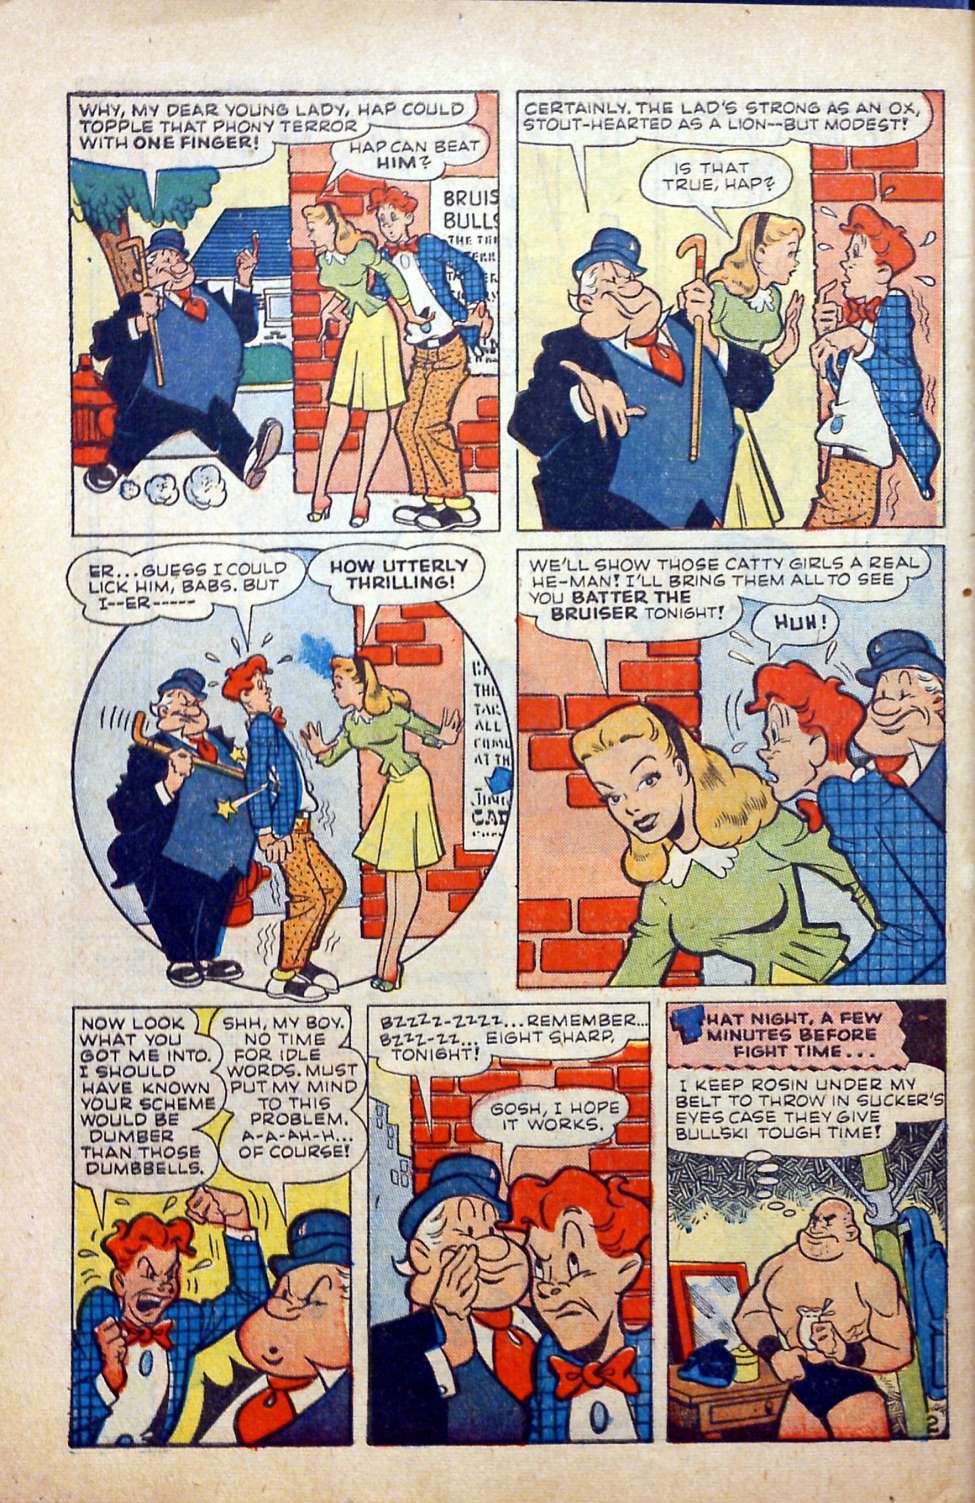 WHY, MY DEAR YOUNG LADY, HAP COULD
TOPPLE THAT PHONY TERROR
WITH ONE FINGER!
HAP CAN BEAT
HIM?
BRUIS
BULLS
CERTAINLY. THE LAD'S STRONG AS AN OX,
STOUT-HEARTED AS A LION--BUT MODEST!
IS THAT
TRUE, HAP?
ER...GUESS I COULD
LICK HIM, BABS. BUT
I--ER-----
HOW UTTERLY
THRILLING!
ALL
AT TH
WE'LL SHOW THOSE CATTY GIRLS A REAL
HE-MAN! I'LL BRING THEM ALL TO SEE
YOU BATTER THE
BRUISER TONIGHT!
HUH!
NOW LOOK
WHAT YOU
GOT ME INTO.
I SHOULD
HAVE KNOWN
YOUR SCHEME
WOULD BE
DUMBER
THAN THOSE
DUMBBELLS.
SHH, MY BOY.
NO TIME
FOR IDLE
WORDS. MUST
PUT MY MIND
TO THIS
PROBLEM.
A-A-AH-H...
OF COURSE!
BZZZZ-ZZZZ...REMEMBER...
BZZZ-ZZ... EIGHT SHARP,
TONIGHT!
GOSH, I HOPE
IT WORKS.
THAT NIGHT, A FEW
MINUTES BEFORE
FIGHT TIME...
I KEEP ROSIN UNDER MY
BELT TO THROW IN SUCKER'S
EYES CASE THEY GIVE
BULLSKI TOUGH TIME!
2